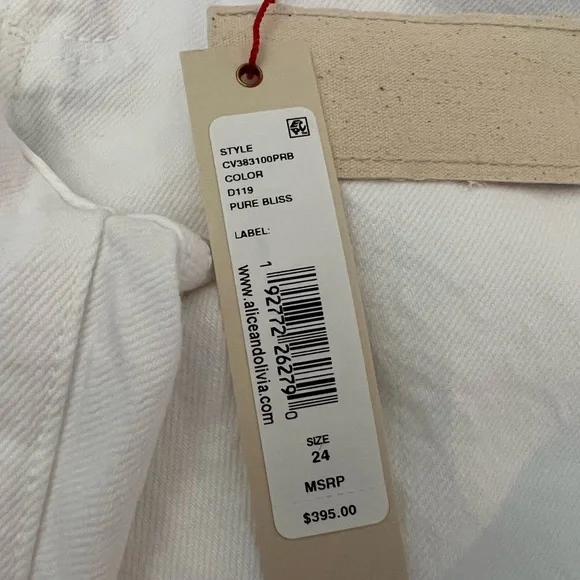 STYLE
CV383100PRB
COLOR
D119
PURE BLISS
LABEL:
www.aliceandolivia.com
1 92772 26279 0
SIZE
24
MSRP
$395.00